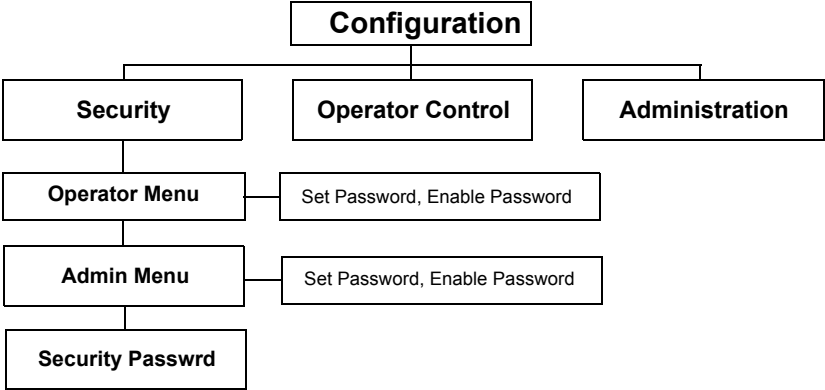 Configuration
Security
Operator Control
Administration
Operator Menu
Set Password, Enable Password
Admin Menu
Set Password, Enable Password
Security Passwrd